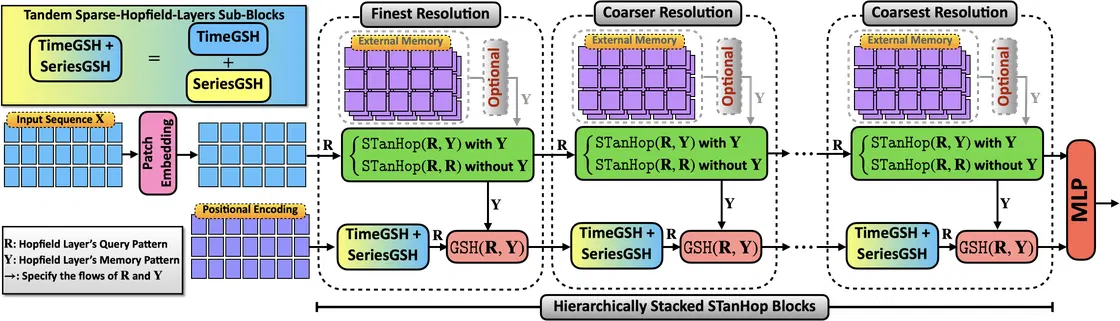 Tandem Sparse-Hopfield-Layers Sub-Blocks
TimeGSH +
SeriesGSH
=
TimeGSH
+
SeriesGSH
Input Sequence X
Patch
Embedding
Positional Encoding
R: Hopfield Layer's Query Pattern
Y: Hopfield Layer's Memory Pattern
→: Specify the flows of R and Y
Finest Resolution
External Memory
Optional
Y
R
{ STanHop(R, Y) with Y
STanHop(R, R) without Y
Y
TimeGSH +
SeriesGSH
R
GSH(R, Y)
Coarser Resolution
External Memory
Optional
Y
R
{ STanHop(R, Y) with Y
STanHop(R, R) without Y
Y
TimeGSH +
SeriesGSH
R
GSH(R, Y)
...
...
Coarsest Resolution
External Memory
Optional
Y
R
{ STanHop(R, Y) with Y
STanHop(R, R) without Y
Y
TimeGSH +
SeriesGSH
R
GSH(R, Y)
MLP
Hierarchically Stacked STanHop Blocks